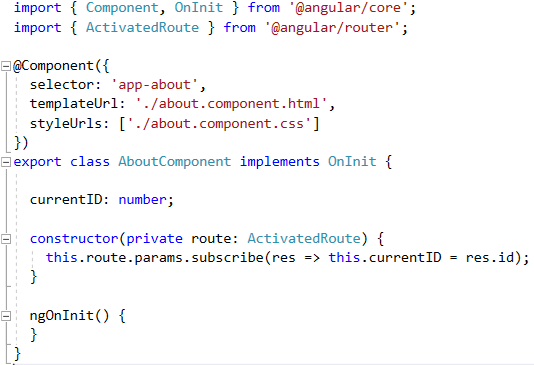 import { Component, OnInit } from '@angular/core';
import { ActivatedRoute } from '@angular/router';

@Component({
  selector: 'app-about',
  templateUrl: './about.component.html',
  styleUrls: ['./about.component.css']
})
export class AboutComponent implements OnInit {

  currentID: number;

  constructor(private route: ActivatedRoute) {
    this.route.params.subscribe(res => this.currentID = res.id);
  }

  ngOnInit() {
  }
}